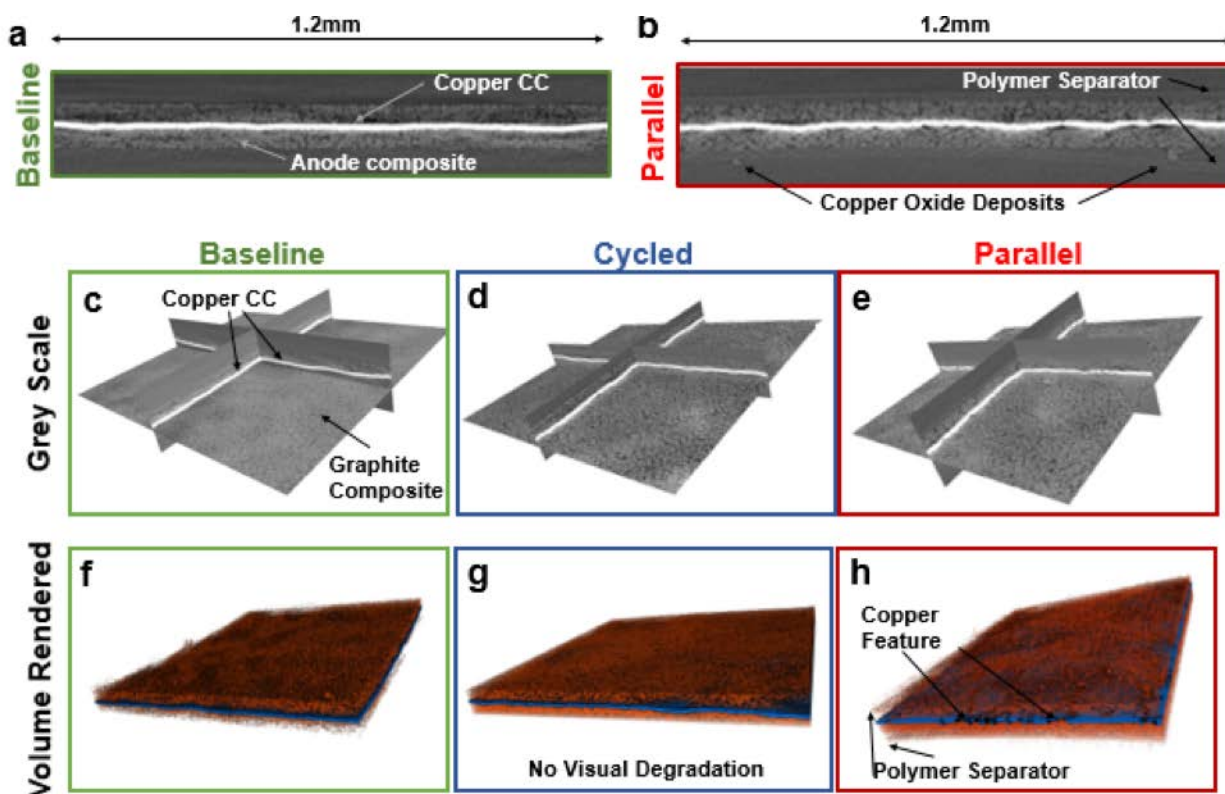 a
1.2mm
b
1.2mm
Baseline
Copper CC
Anode composite
Parallel
Polymer Separator
Copper Oxide Deposits
Baseline
Cycled
Parallel
Grey Scale
c
Copper CC
Graphite
Composite
d
e
Volume Rendered
f
g
No Visual Degradation
h
Copper
Feature
Polymer Separator